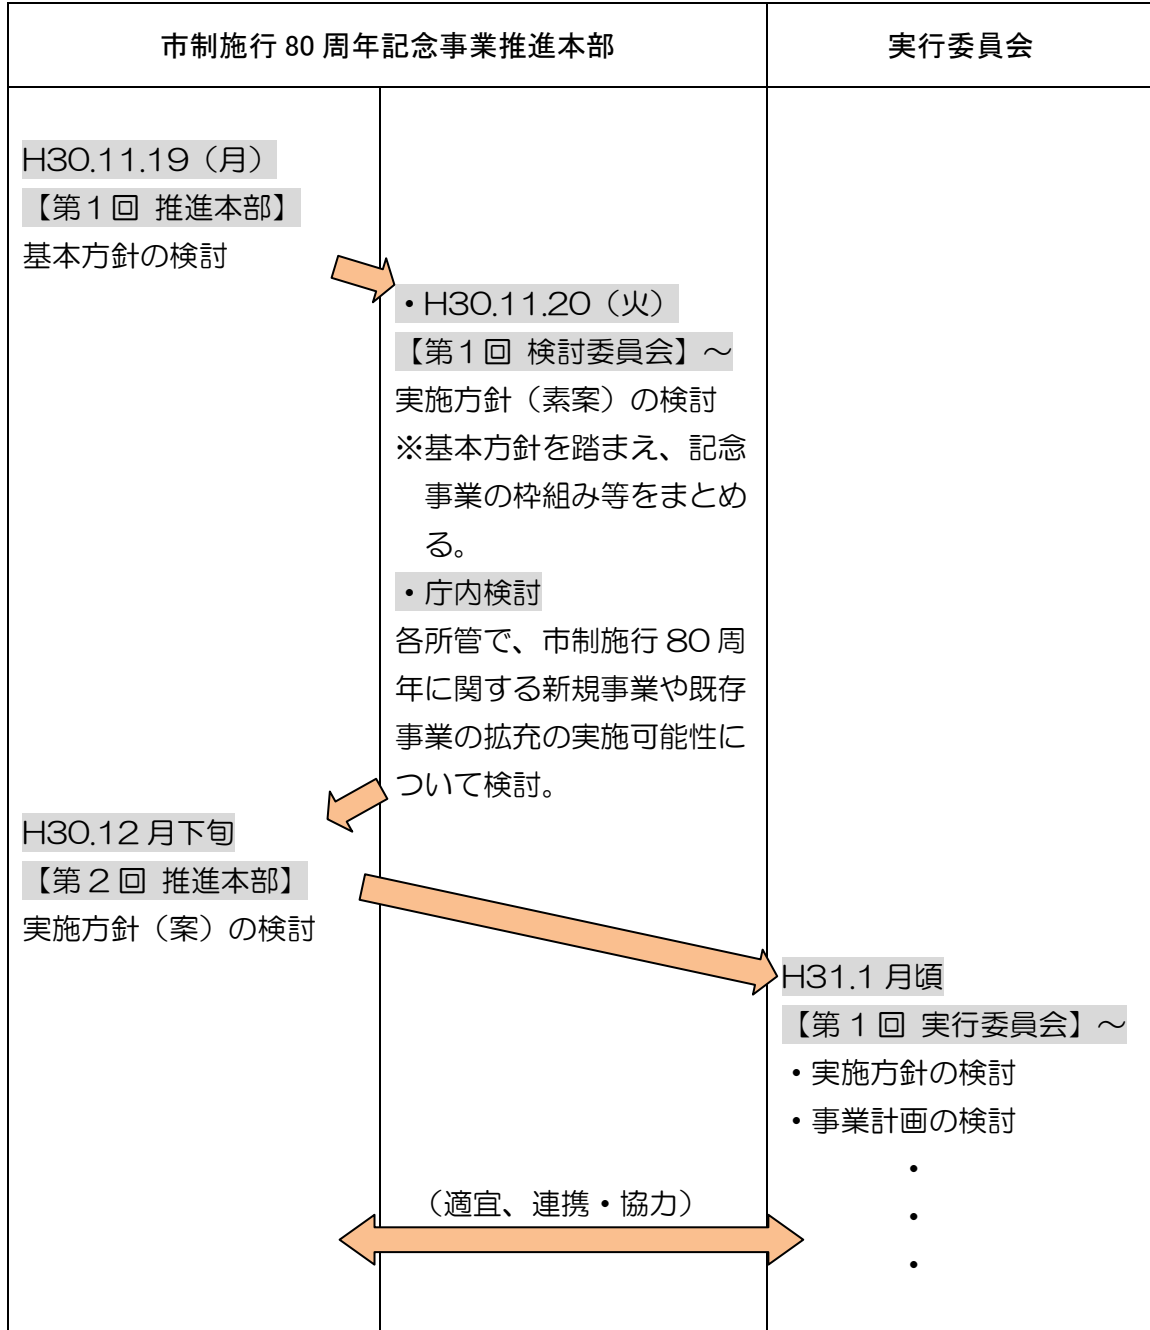 市制施行 80 周年記念事業推進本部
実行委員会
H30.11.19（月）
【第１回 推進本部】
基本方針の検討
・H30.11.20（火）
【第１回 検討委員会】～
実施方針（素案）の検討
※基本方針を踏まえ、記念
事業の枠組み等をまとめ
る。
・庁内検討
各所管で、市制施行 80 周
年に関する新規事業や既存
事業の拡充の実施可能性に
ついて検討。
H30.12 月下旬
【第２回 推進本部】
実施方針（案）の検討
H31.1 月頃
【第１回 実行委員会】～
・実施方針の検討
・事業計画の検討
・
・
・
（適宜、連携・協力）